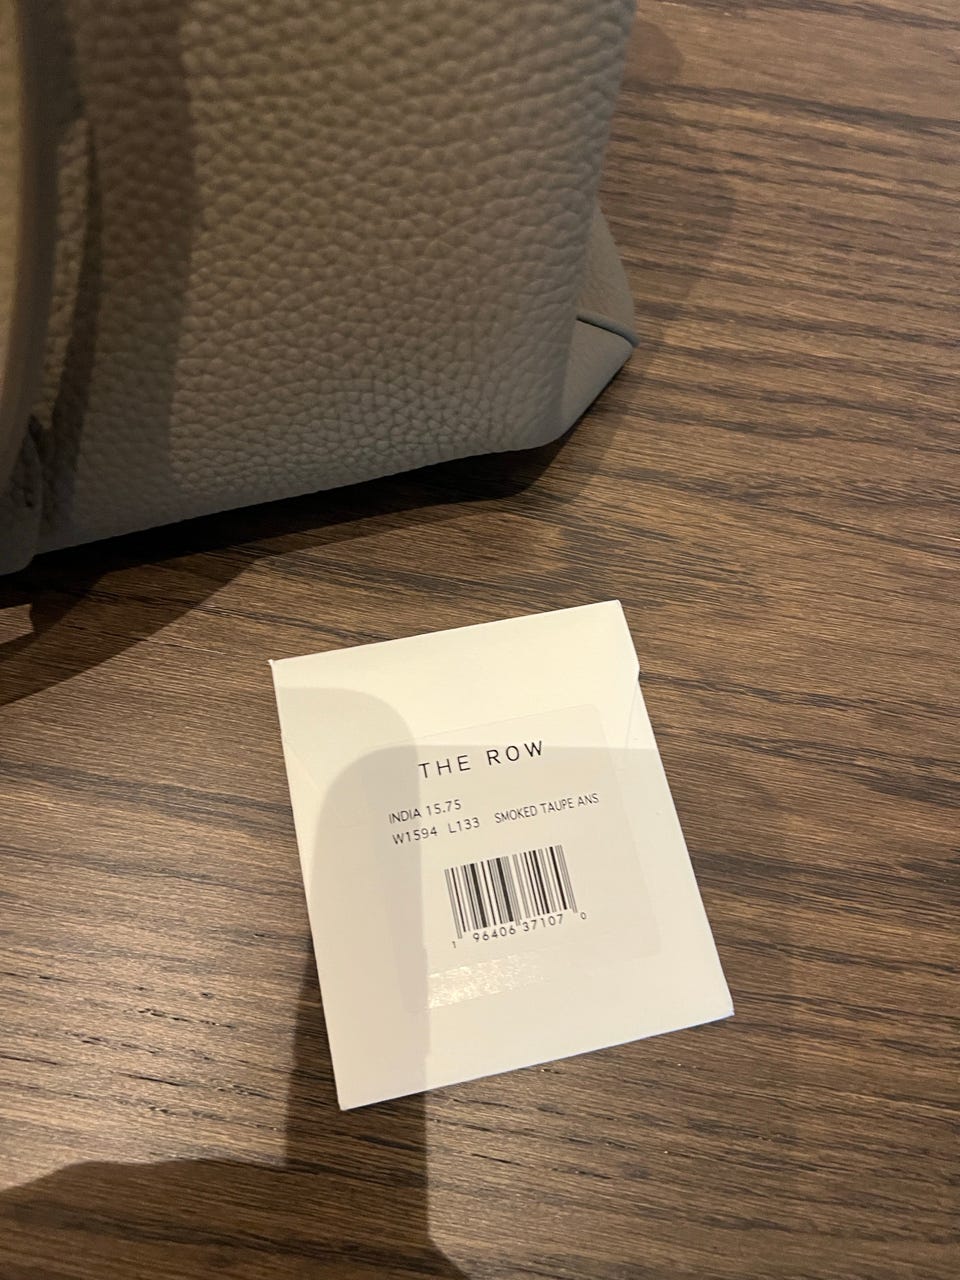 THE ROW
INDIA 15.75
W1594 L133 SMOKED TAUPE ANS
1 96406 37107 0